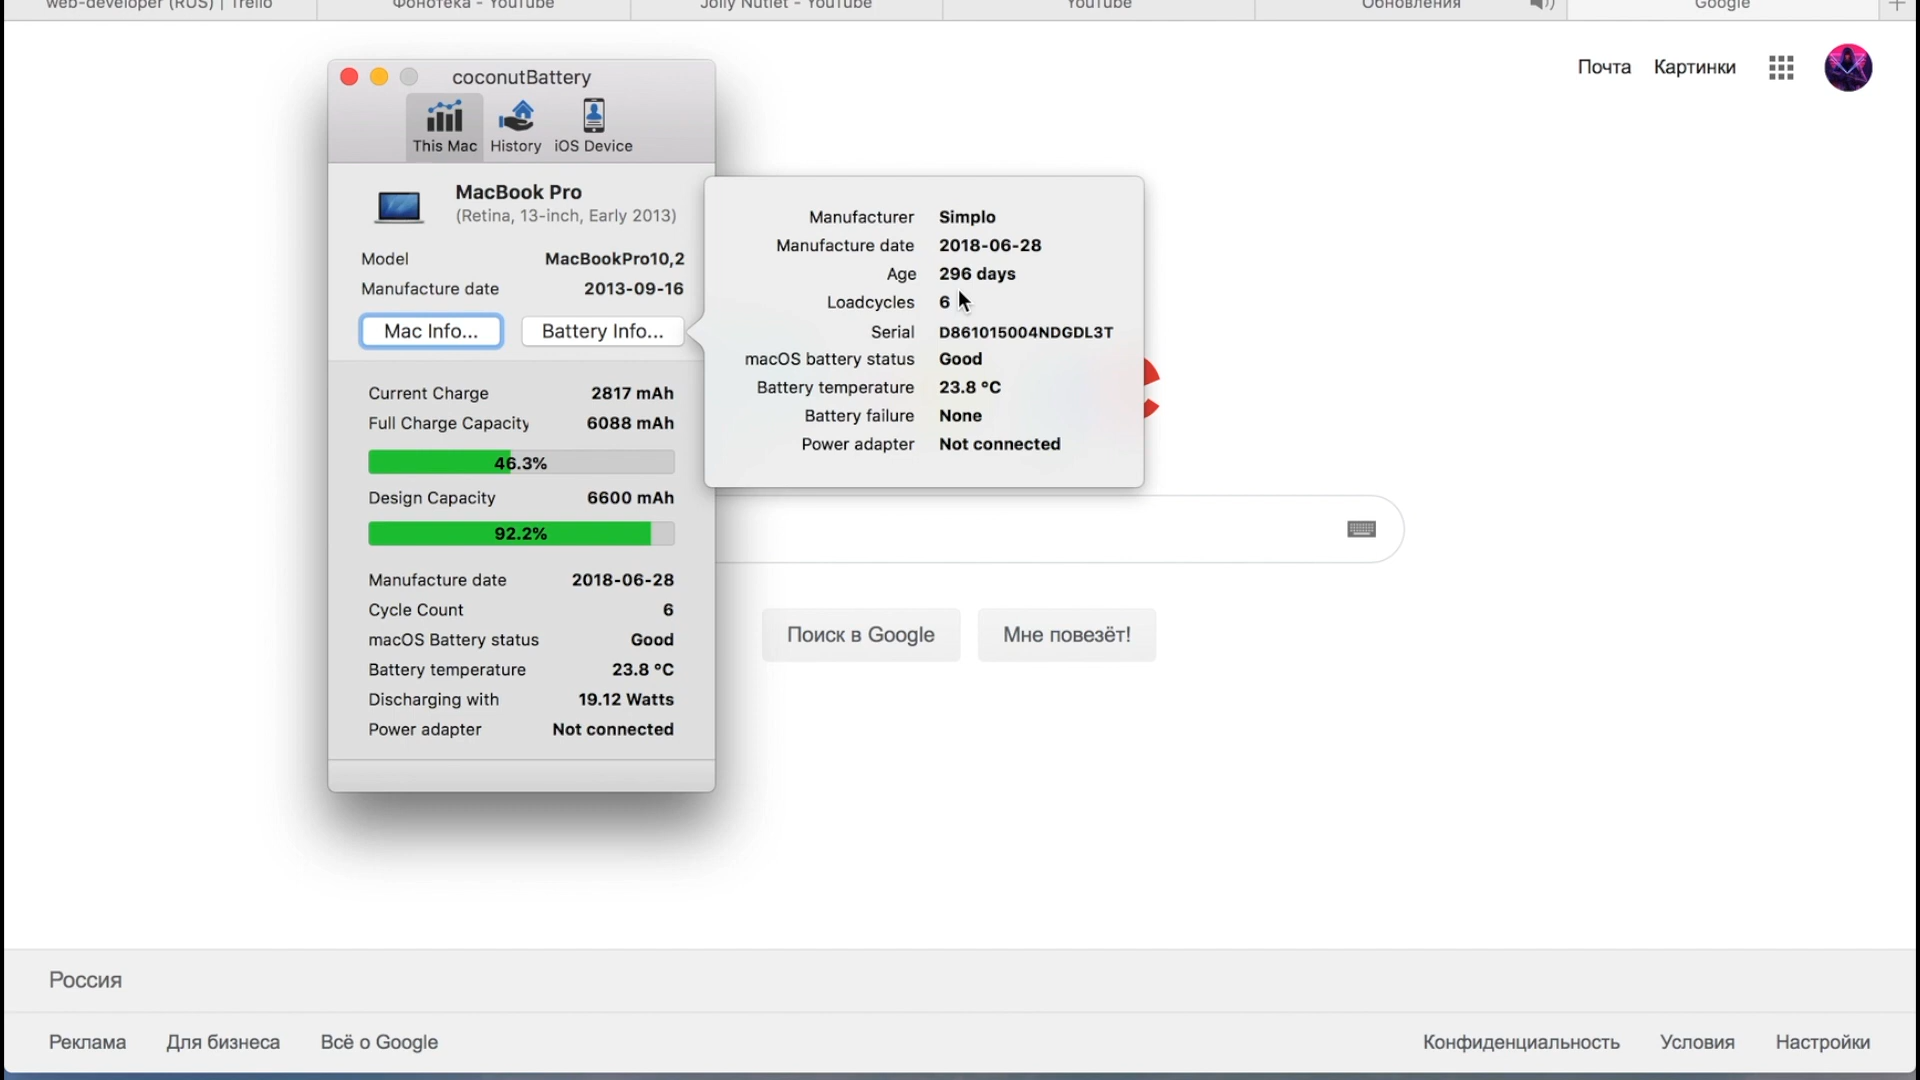 web-developer (RUS) | Trello
Фонотека - YouTube
Jolly Nutlet - YouTube
YouTube
Обновления
Google
Почта
Картинки
coconutBattery
This Mac
History
iOS Device
MacBook Pro
(Retina, 13-inch, Early 2013)
Model MacBookPro10,2
Manufacture date 2013-09-16
Mac Info...
Battery Info...
Manufacturer Simplo
Manufacture date 2018-06-28
Age 296 days
Loadcycles 6
Serial D861015004NDGDL3T
macOS battery status Good
Battery temperature 23.8 °C
Battery failure None
Power adapter Not connected
Current Charge 2817 mAh
Full Charge Capacity 6088 mAh
46.3%
Design Capacity 6600 mAh
92.2%
Manufacture date 2018-06-28
Cycle Count 6
macOS Battery status Good
Battery temperature 23.8 °C
Discharging with 19.12 Watts
Power adapter Not connected
Поиск в Google
Мне повезёт!
Россия
Реклама
Для бизнеса
Всё о Google
Конфиденциальность
Условия
Настройки